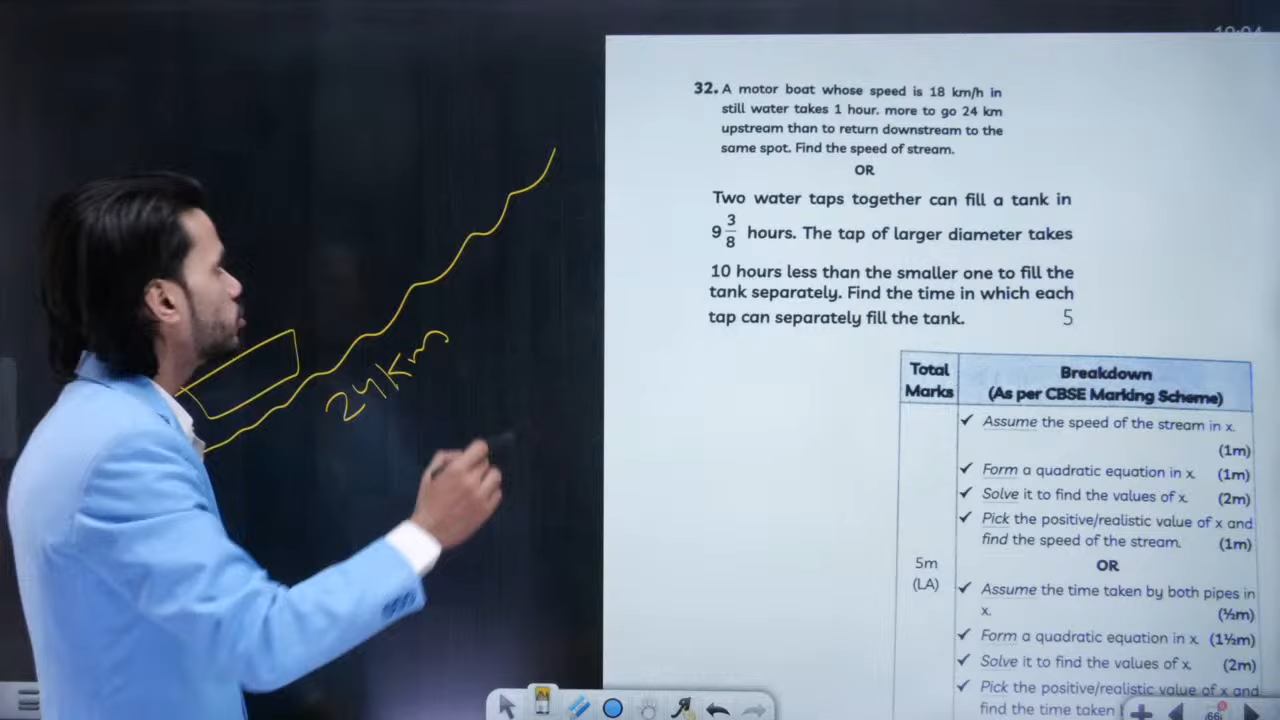 32. A motor boat whose speed is 18 km/h in
still water takes 1 hour. more to go 24 km
upstream than to return downstream to the
same spot. Find the speed of stream.
OR
Two water taps together can fill a tank in
9 3/8 hours. The tap of larger diameter takes
10 hours less than the smaller one to fill the
tank separately. Find the time in which each
tap can separately fill the tank. 5
24 Km
Total Marks
Breakdown
(As per CBSE Marking Scheme)
5m
(LA)
✓ Assume the speed of the stream in x.
(1m)
✓ Form a quadratic equation in x (1m)
✓ Solve it to find the values of x. (2m)
✓ Pick the positive/realistic value of x and
find the speed of the stream. (1m)
OR
✓ Assume the time taken by both pipes in
x. (½m)
✓ Form a quadratic equation in x (1½m)
✓ Solve it to find the values of x (2m)
✓ Pick the positive/realistic value of x and
find the time taken